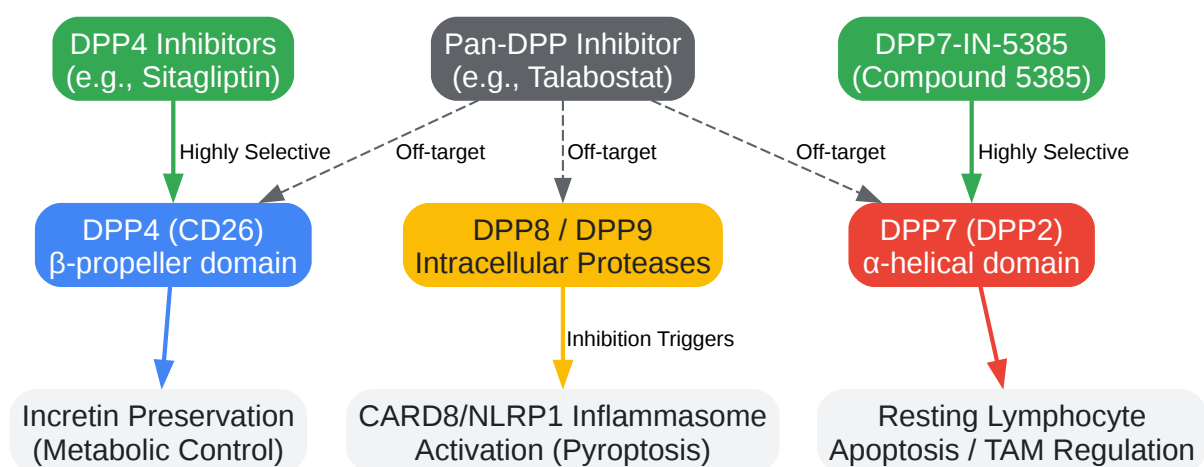 DPP4 Inhibitors
(e.g., Sitagliptin)
Pan-DPP Inhibitor
(e.g., Talabostat)
DPP7-IN-5385
(Compound 5385)
Highly Selective
Off-target
Off-target
Off-target
Highly Selective
DPP4 (CD26)
β-propeller domain
DPP8 / DPP9
Intracellular Proteases
DPP7 (DPP2)
α-helical domain
Inhibition Triggers
Incretin Preservation
(Metabolic Control)
CARD8/NLRP1 Inflammasome
Activation (Pyroptosis)
Resting Lymphocyte
Apoptosis / TAM Regulation